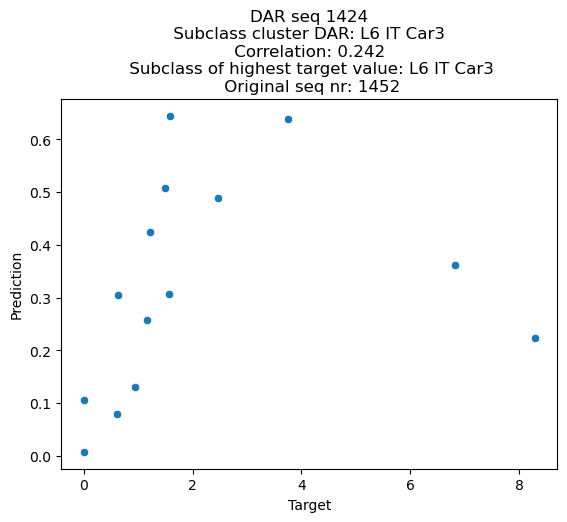 DAR seq 1424
Subclass cluster DAR: L6 IT Car3
Correlation: 0.242
Subclass of highest target value: L6 IT Car3
Original seq nr: 1452
0.6
0.5
0.4
0.3
0.2
0.1
0.0
Prediction
0 2 4 6 8
Target